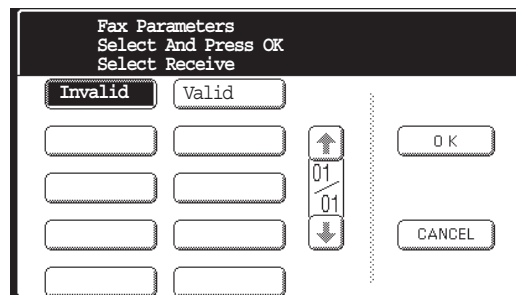 Fax Parameters
Select And Press OK
Select Receive
Invalid Valid
01
01
OK
CANCEL